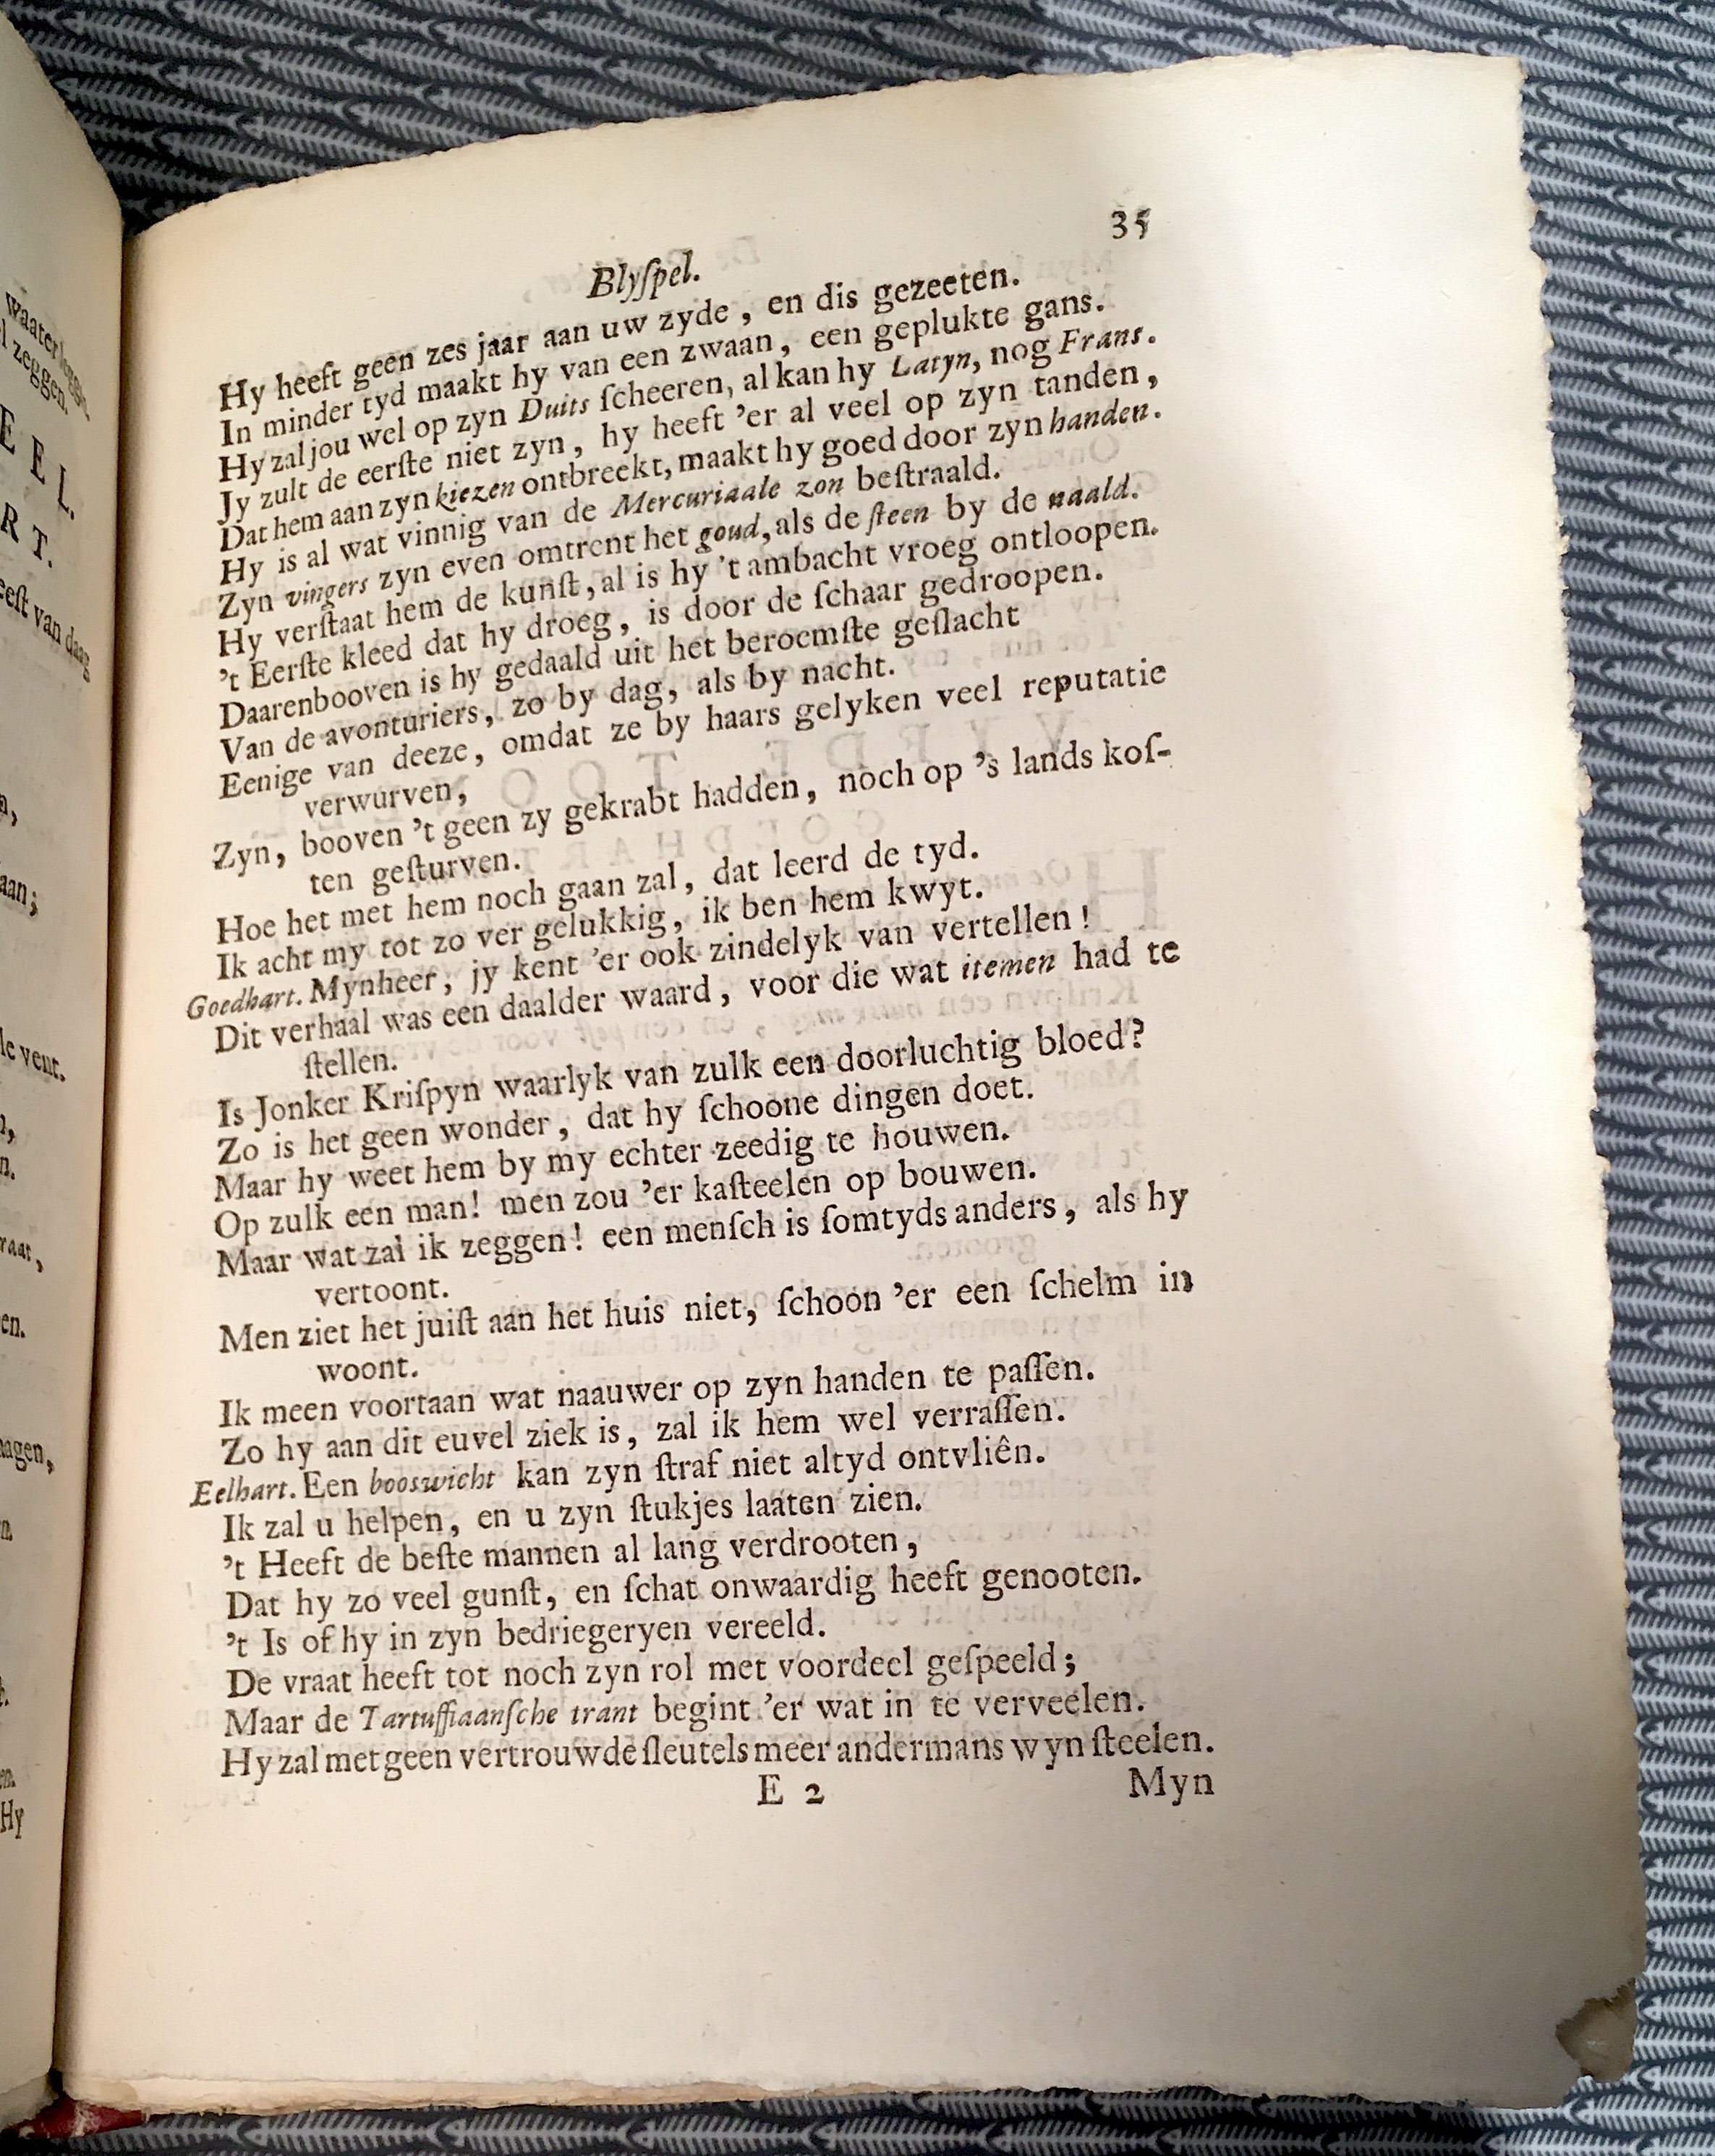 waater
l zeggen.
E E L.
R T.
eeſt van daag
n,
aan;
le vent.
n,
n.
raat,
en.
nagen,
n
.
en.
Hy
Blyſpel. 35
Hy heeft geen zes jaar aan uw zyde, en dis gezeeten.
In minder tyd maakt hy van een zwaan, een geplukte gans.
Hy zal jou wel op zyn Duits ſcheeren, al kan hy Latyn, nog Frans.
Jy zult de eerſte niet zyn, hy heeft 'er al veel op zyn tanden,
Dat hem aan zyn kiezen ontbreekt, maakt hy goed door zyn handen.
Hy is al wat vinnig van de Mercuriaale zon beſtraald.
Zyn vingers zyn even omtrent het goud, als de ſteen by de naald.
Hy verſtaat hem de kunſt, al is hy 't ambacht vroeg ontloopen.
't Eerſte kleed dat hy droeg, is door de ſchaar gedroopen.
Daarenbooven is hy gedaald uit het beroemſte geſlacht
Van de avonturiers, zo by dag, als by nacht.
Eenige van deeze, omdat ze by haars gelyken veel reputatie
verwurven,
Zyn, booven 't geen zy gekrabt hadden, noch op 's lands koſ-
ten geſturven.
Hoe het met hem noch gaan zal, dat leerd de tyd.
Ik acht my tot zo ver gelukkig, ik ben hem kwyt.
Goedhart. Mynheer, jy kent 'er ook zindelyk van vertellen!
Dit verhaal was een daalder waard, voor die wat itemen had te
ſtellen.
Is Jonker Kriſpyn waarlyk van zulk een doorluchtig bloed?
Zo is het geen wonder, dat hy ſchoone dingen doet.
Maar hy weet hem by my echter zeedig te houwen.
Op zulk een man! men zou 'er kaſteelen op bouwen.
Maar wat zal ik zeggen! een menſch is ſomtyds anders, als hy
vertoont.
Men ziet het juiſt aan het huis niet, ſchoon 'er een ſchelm in
woont.
Ik meen voortaan wat naauwer op zyn handen te paſſen.
Zo hy aan dit euvel ziek is, zal ik hem wel verraſſen.
Eelhart. Een booswicht kan zyn ſtraf niet altyd ontvliên.
Ik zal u helpen, en u zyn ſtukjes laaten zien.
't Heeft de beſte mannen al lang verdrooten,
Dat hy zo veel gunſt, en ſchat onwaardig heeft genooten.
't Is of hy in zyn bedriegeryen vereeld.
De vraat heeft tot noch zyn rol met voordeel geſpeeld;
Maar de Tartuffiaanſche trant begint 'er wat in te verveelen.
Hy zal met geen vertrouwde ſleutels meer andermans wyn ſteelen.
E 2 Myn